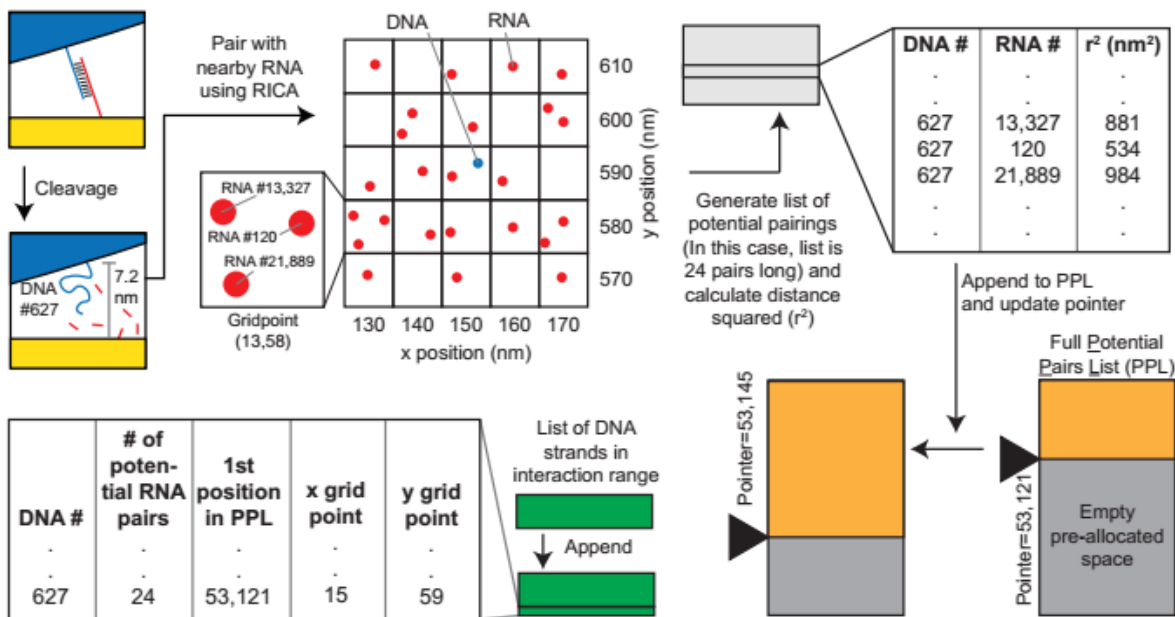 Cleavage
DNA
#627
7.2
nm
Pair with
nearby RNA
using RICA
DNA
RNA
610
600
590
580
570
y position (nm)
130 140 150 160 170
x position (nm)
RNA #13,327
RNA #120
RNA #21,889
Gridpoint
(13,58)
Generate list of
potential pairings
(In this case, list is
24 pairs long) and
calculate distance
squared (r²)
DNA # RNA # r² (nm²)
. . .
. . .
627 13,327 881
627 120 534
627 21,889 984
. . .
. . .
Append to PPL
and update pointer
Full Potential
Pairs List (PPL)
Pointer=53,121
Empty
pre-allocated
space
Pointer=53,145
List of DNA
strands in
interaction range
Append
DNA #
# of
poten-
tial RNA
pairs
1st
position
in PPL
x grid
point
y grid
point
. . . . .
. . . . .
627 24 53,121 15 59